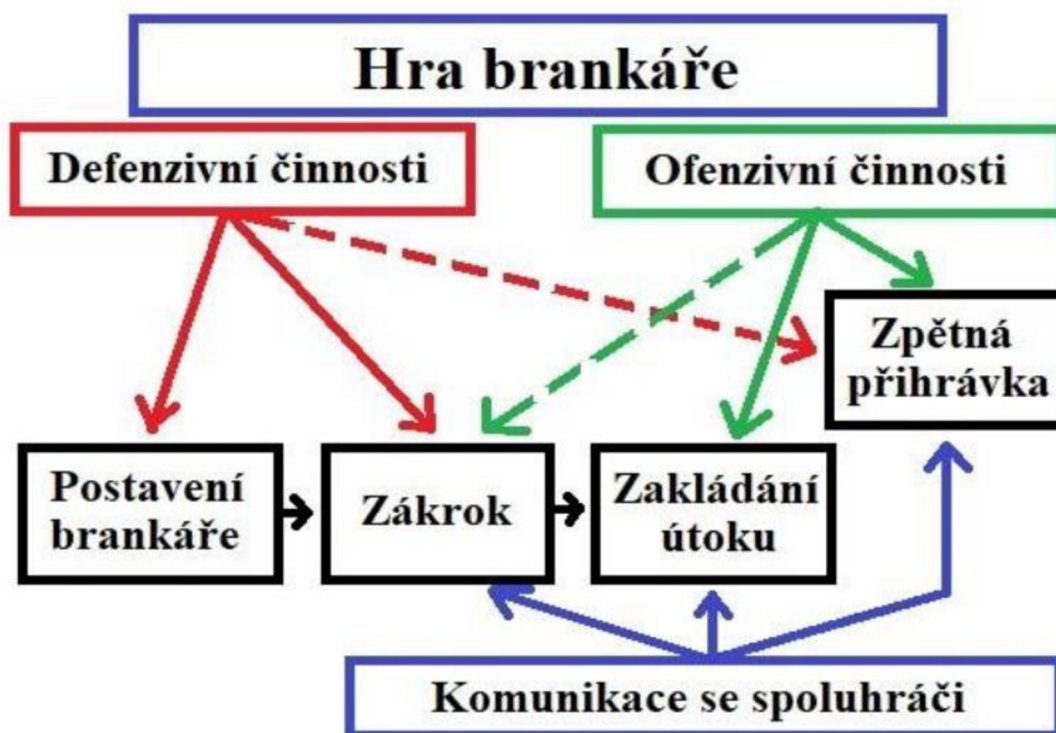 Hra brankáře
Defenzivní činnosti
Ofenzivní činnosti
Zpětná
přihrávka
Postavení
brankáře
Zákrok
Zakládání
útoku
Komunikace se spoluhráči